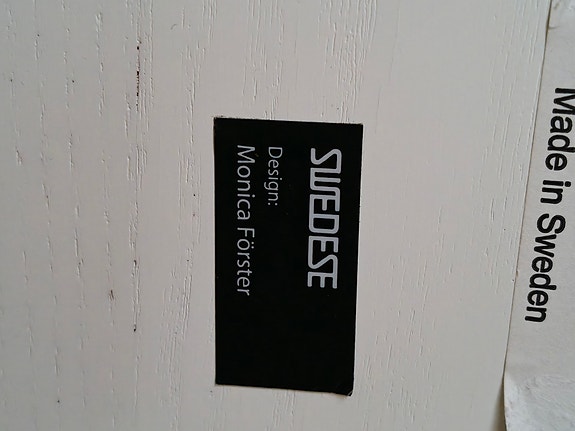 SWEDESE
Design:
Monica Förster
Made in Sweden